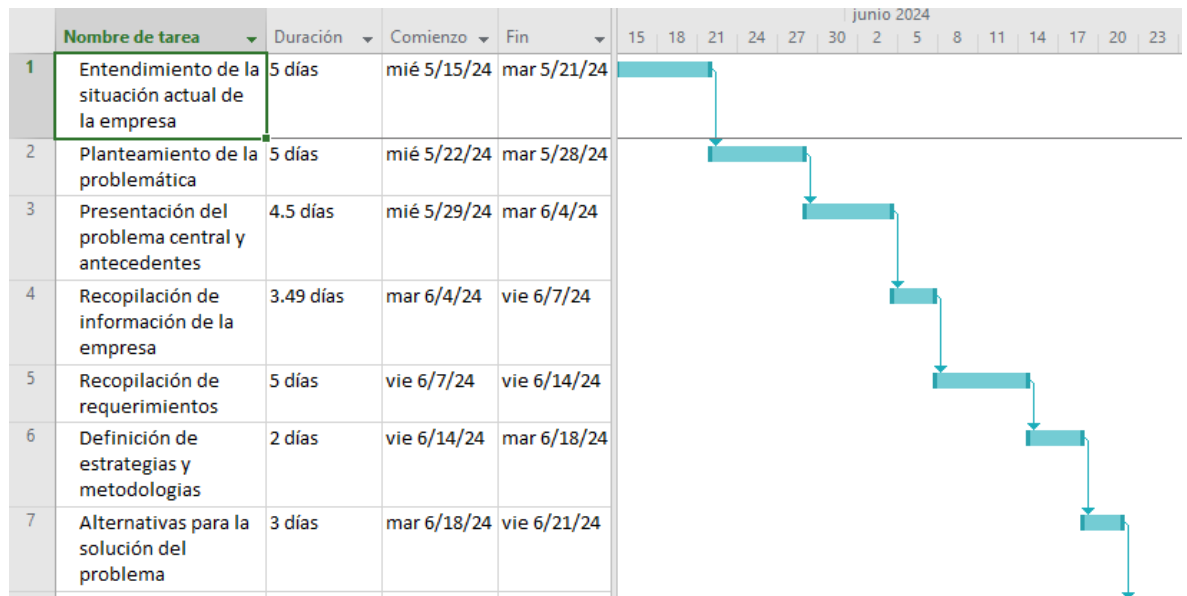 junio 2024
Nombre de tarea Duración Comienzo Fin 15 18 21 24 27 30 2 5 8 11 14 17 20 23
1 Entendimiento de la 5 días mié 5/15/24 mar 5/21/24
situación actual de
la empresa
2 Planteamiento de la 5 días mié 5/22/24 mar 5/28/24
problemática
3 Presentación del 4.5 días mié 5/29/24 mar 6/4/24
problema central y
antecedentes
4 Recopilación de 3.49 días mar 6/4/24 vie 6/7/24
información de la
empresa
5 Recopilación de 5 días vie 6/7/24 vie 6/14/24
requerimientos
6 Definición de 2 días vie 6/14/24 mar 6/18/24
estrategias y
metodologias
7 Alternativas para la 3 días mar 6/18/24 vie 6/21/24
solución del
problema